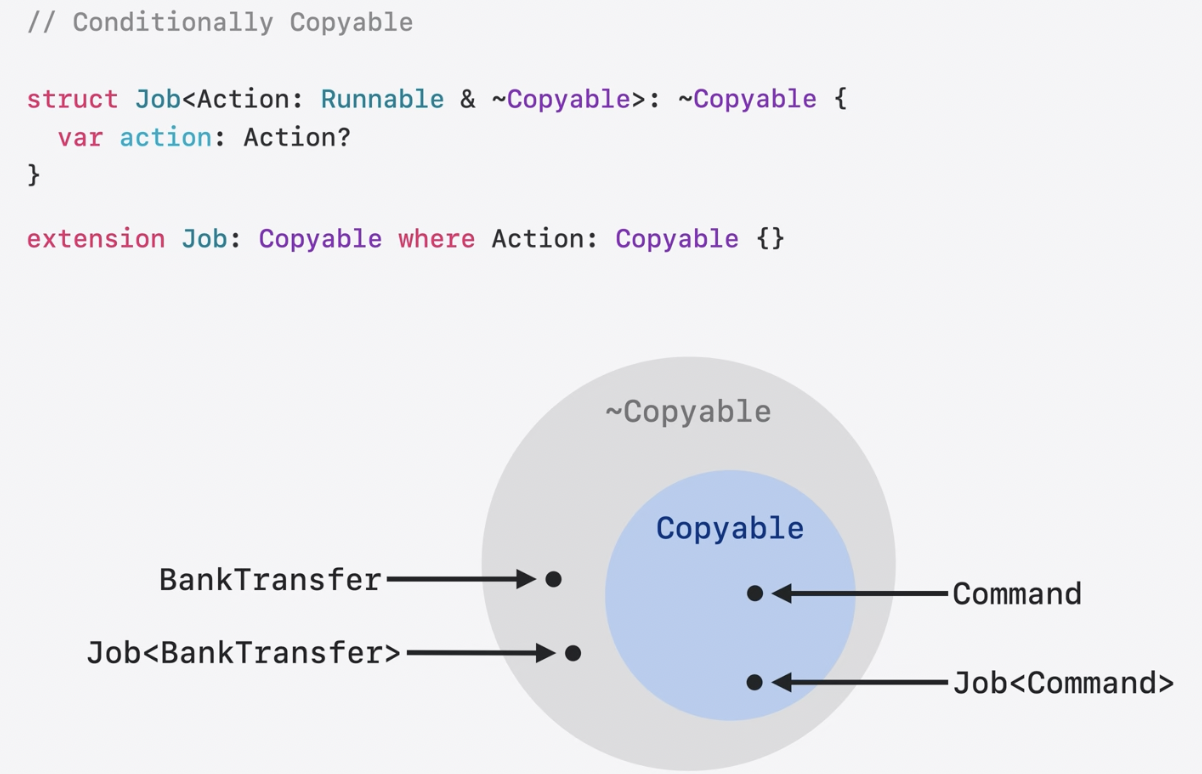 // Conditionally Copyable
struct Job<Action: Runnable & ~Copyable>: ~Copyable {
  var action: Action?
}
extension Job: Copyable where Action: Copyable {}
~Copyable
Copyable
BankTransfer
Command
Job<BankTransfer>
Job<Command>